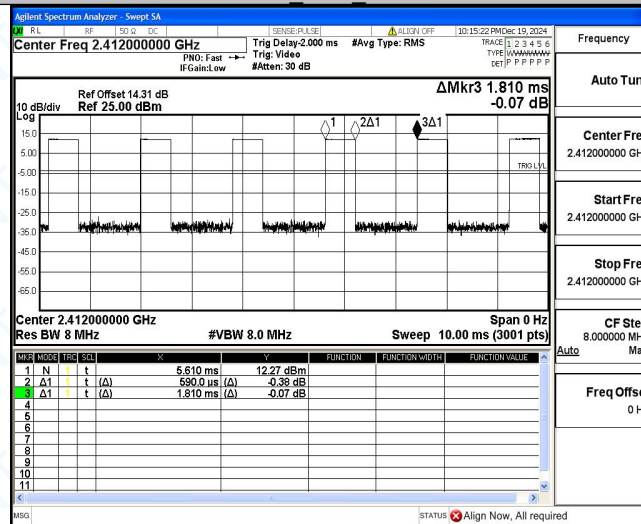 Agilent Spectrum Analyzer - Swept SA
RL RF 50 Ω DC SENSE:PULSE ALIGN OFF 10:15:22 PM Dec 19, 2024
Center Freq 2.412000000 GHz Trig Delay-2.000 ms #Avg Type: RMS TRACE 1 2 3 4 5 6
PNO: Fast Trig: Video TYPE
IFGain:Low #Atten: 30 dB DET P P P P P P
Frequency
Auto Tun
ΔMkr3 1.810 ms
Ref Offset 14.31 dB -0.07 dB
10 dB/div Ref 25.00 dBm
Log
1 2Δ1 3Δ1
15.0
5.00
TRIG LVL
-5.00
-15.0
-25.0
-35.0
-45.0
-55.0
-65.0
Center Fre
2.412000000 GH
Start Fre
2.412000000 GH
Stop Fre
2.412000000 GH
CF Ste
8.000000 MH
Auto Ma
Freq Offse
0 H
Center 2.412000000 GHz Span 0 Hz
Res BW 8 MHz #VBW 8.0 MHz Sweep 10.00 ms (3001 pts)
MKR MODE TRC SCL X Y FUNCTION FUNCTION WIDTH FUNCTION VALUE
1 N 1 t 5.610 ms 12.27 dBm
2 Δ1 1 t (Δ) 590.0 µs (Δ) -0.38 dB
3 Δ1 1 t (Δ) 1.810 ms (Δ) -0.07 dB
4
5
6
7
8
9
10
11
MSG STATUS Align Now, All required